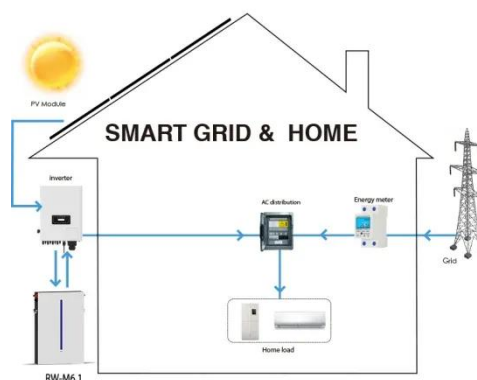 PV Module
SMART GRID & HOME
inverter
AC distribution
Energy meter
Grid
Home load
RW-M6.1